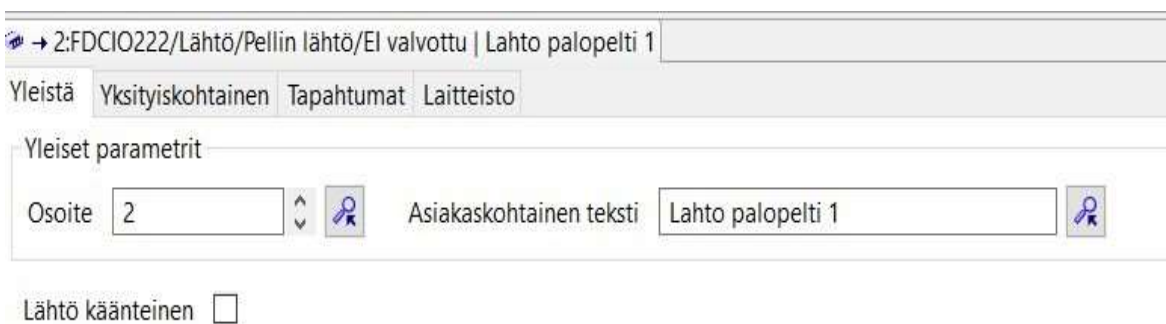 → 2:FDCIO222/Lähtö/Pellin lähtö/EI valvottu | Lahto palopelti 1
Yleistä Yksityiskohtainen Tapahtumat Laitteisto
Yleiset parametrit
Osoite 2 Asiakaskohtainen teksti Lahto palopelti 1
Lähtö käänteinen